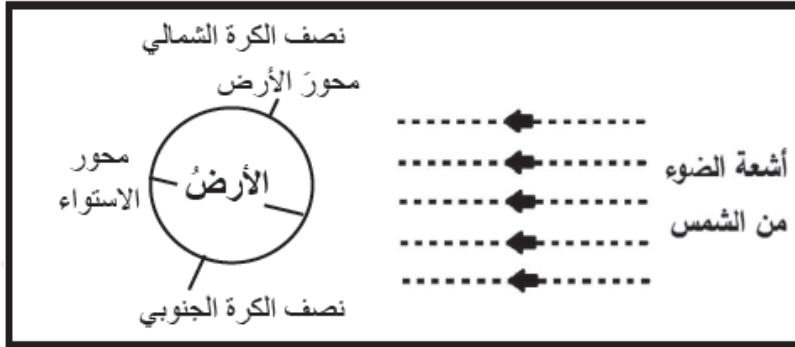 نصف الكرة الشمالي
محورَ الأرض
محور
الاستواء
الأرضُ
أشعة الضوء
من الشمس
نصف الكرة الجنوبي